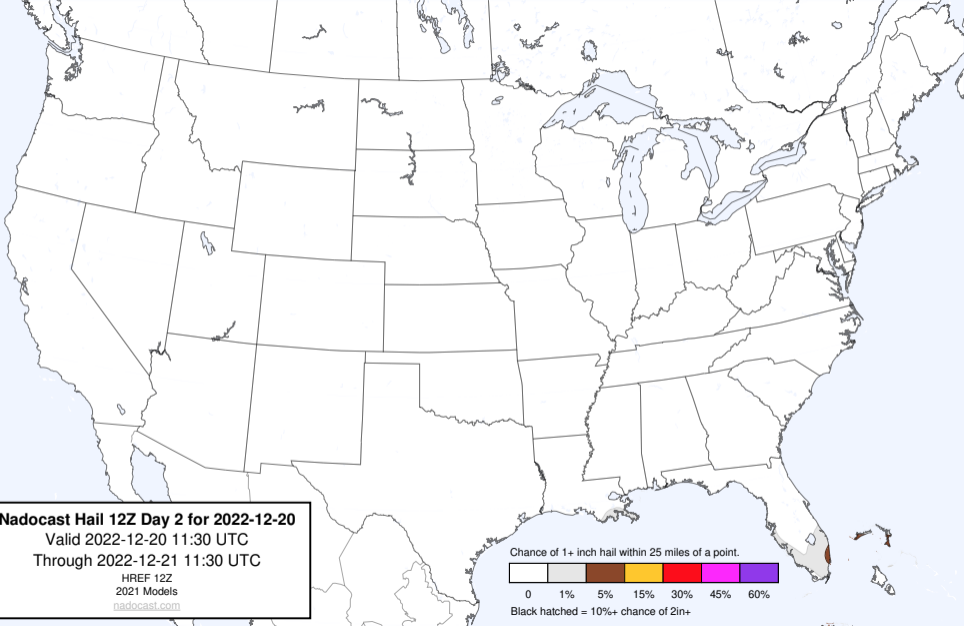 Nadocast Hail 12Z Day 2 for 2022-12-20
Valid 2022-12-20 11:30 UTC
Through 2022-12-21 11:30 UTC
HREF 12Z
2021 Models
nadocast.com
Chance of 1+ inch hail within 25 miles of a point.
0 1% 5% 15% 30% 45% 60%
Black hatched = 10%+ chance of 2in+